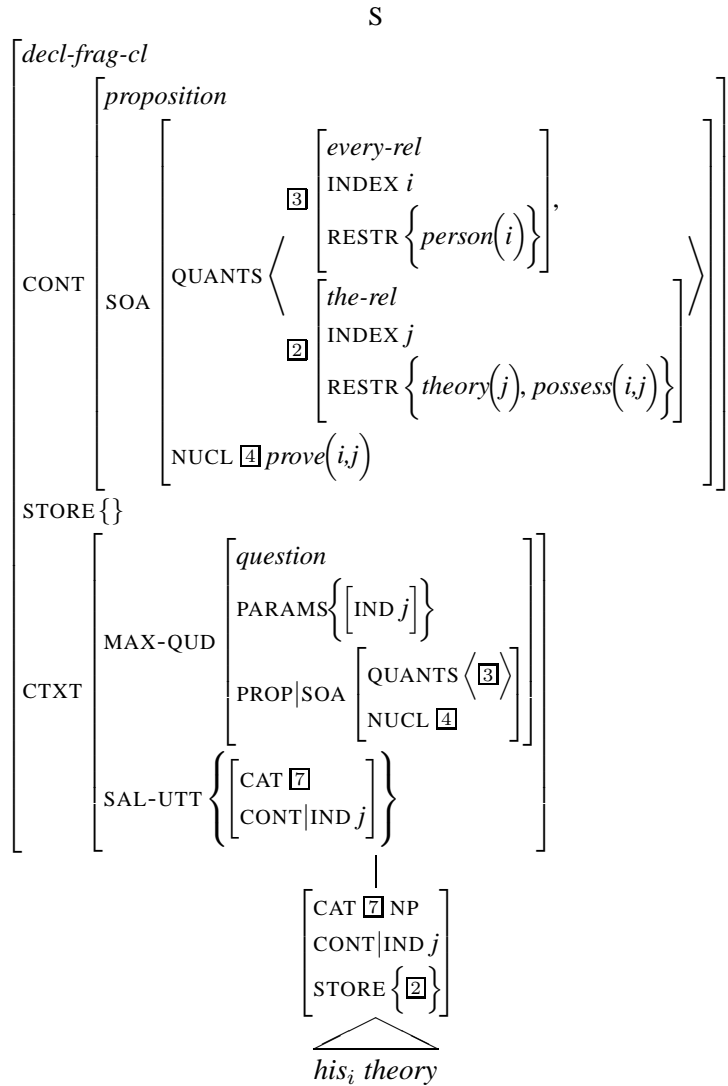 S
decl-frag-cl
proposition
every-rel
3 INDEX i ,
RESTR { person(i) }
CONT SOA QUANTS ⟨ ⟩
the-rel
2 INDEX j
RESTR { theory(j), possess(i,j) }
NUCL 4 prove(i,j)
STORE {}
question
PARAMS { [IND j] }
MAX-QUD
QUANTS ⟨ 3 ⟩
PROP|SOA
CTXT
NUCL 4
CAT 7
SAL-UTT { }
CONT|IND j
CAT 7 NP
CONT|IND j
STORE { 2 }
hisᵢ theory